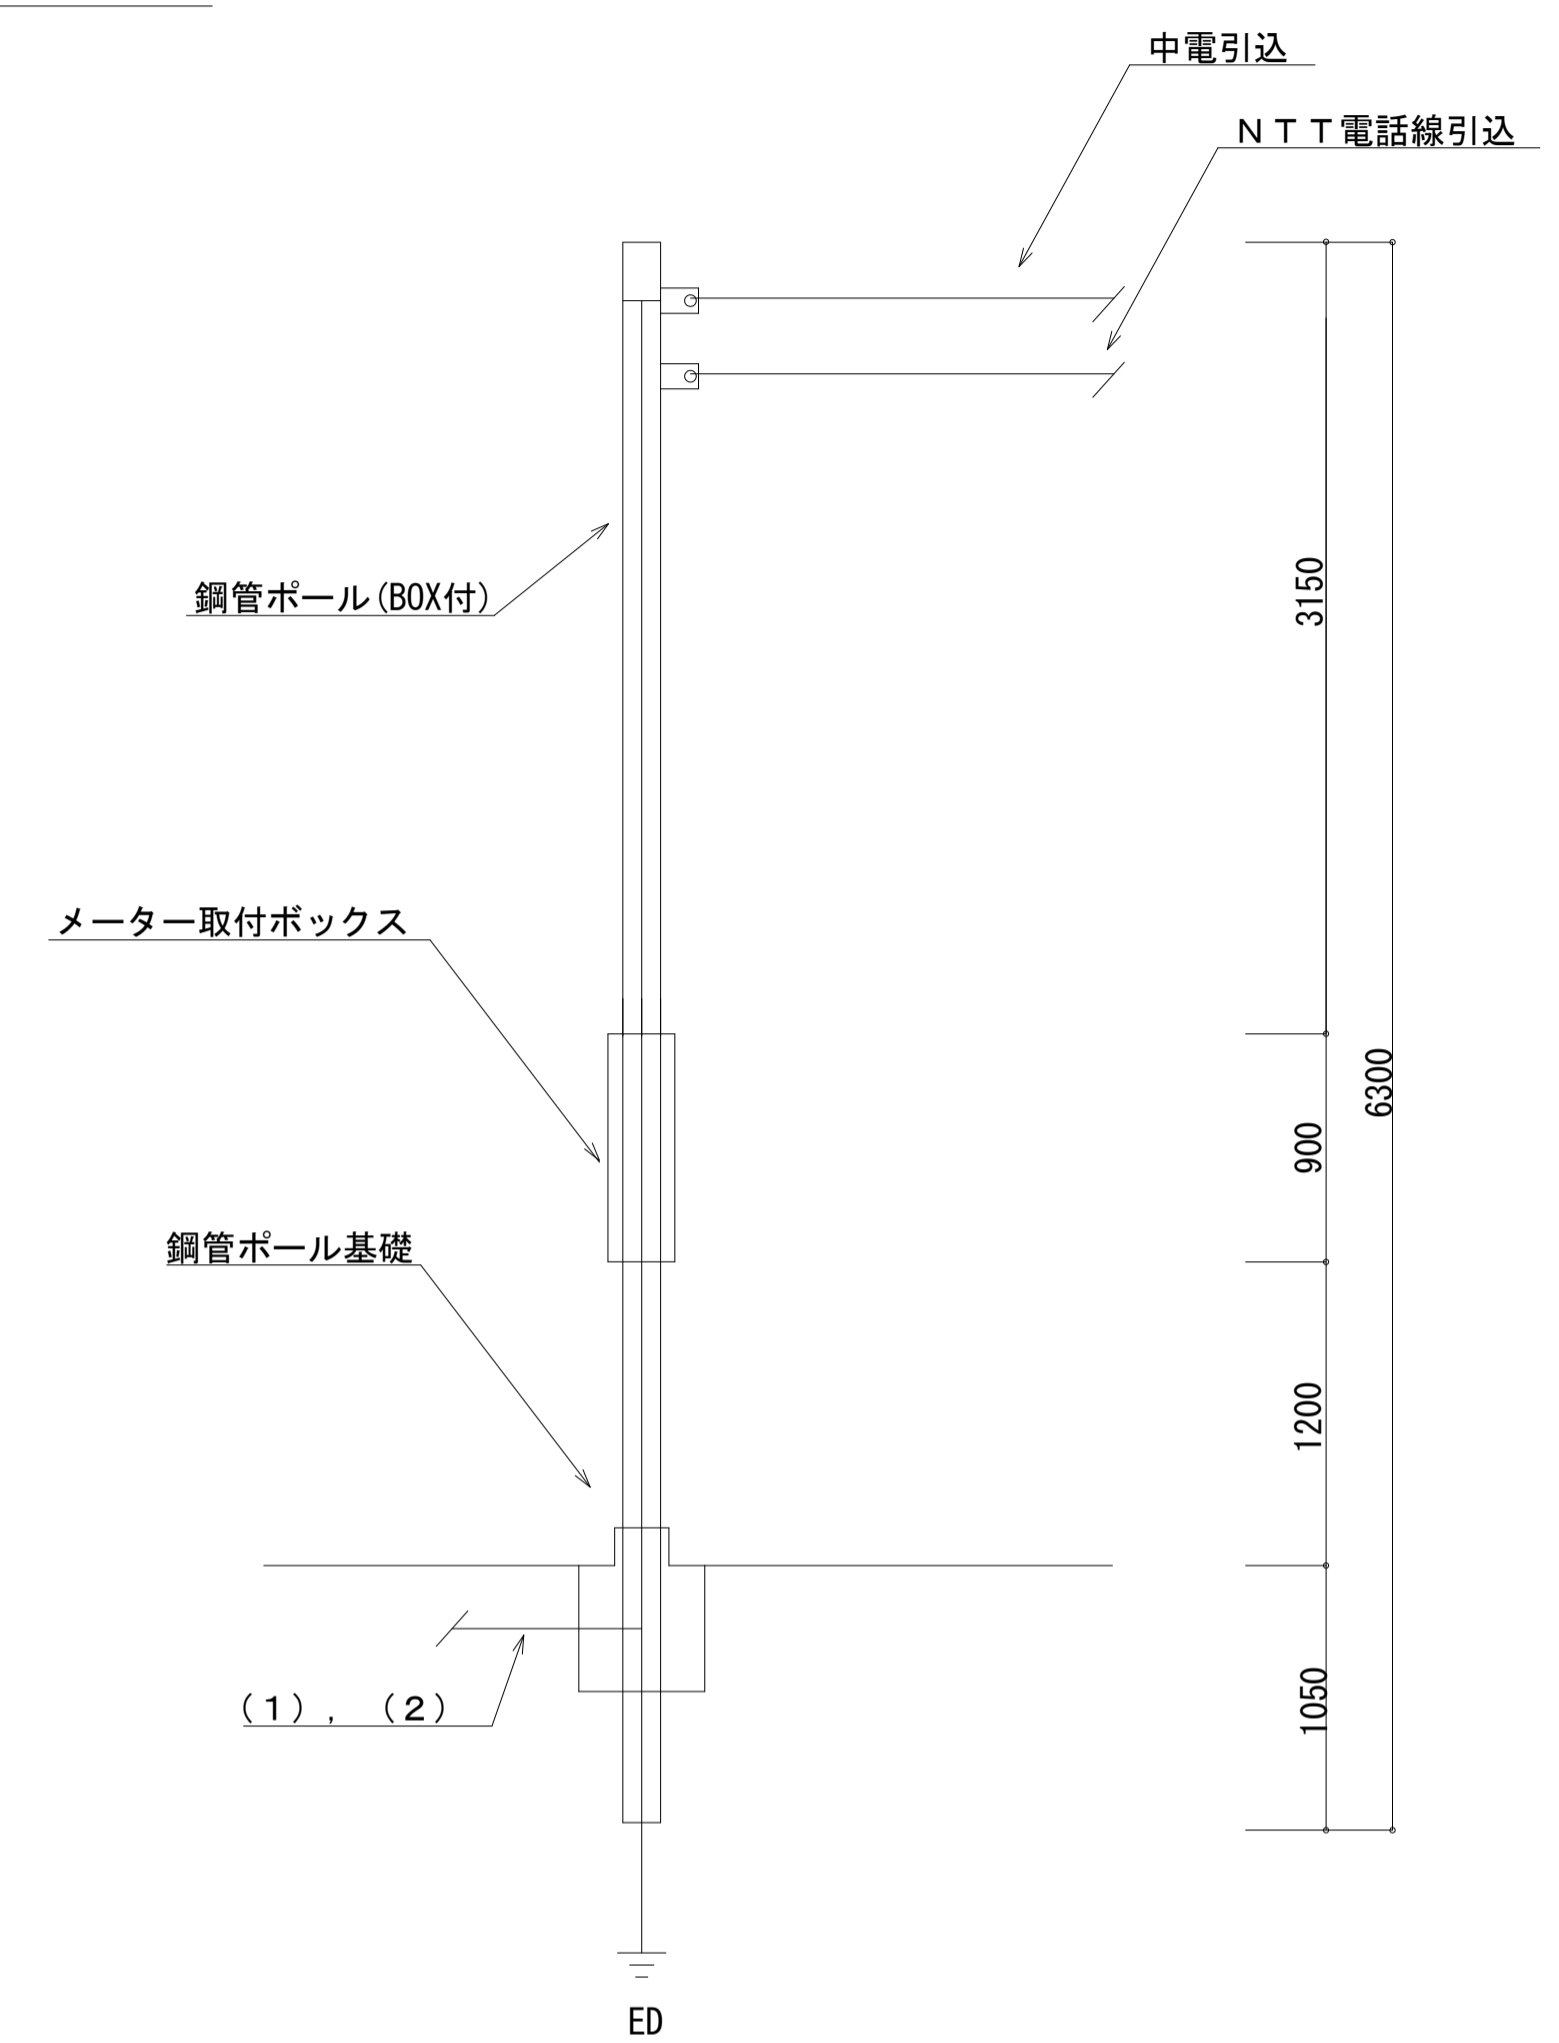 中電引込
ＮＴＴ電話線引込
鋼管ポール(BOX付)
3150
メーター取付ボックス
6300
900
鋼管ポール基礎
1200
（１），（２）
1050
ED